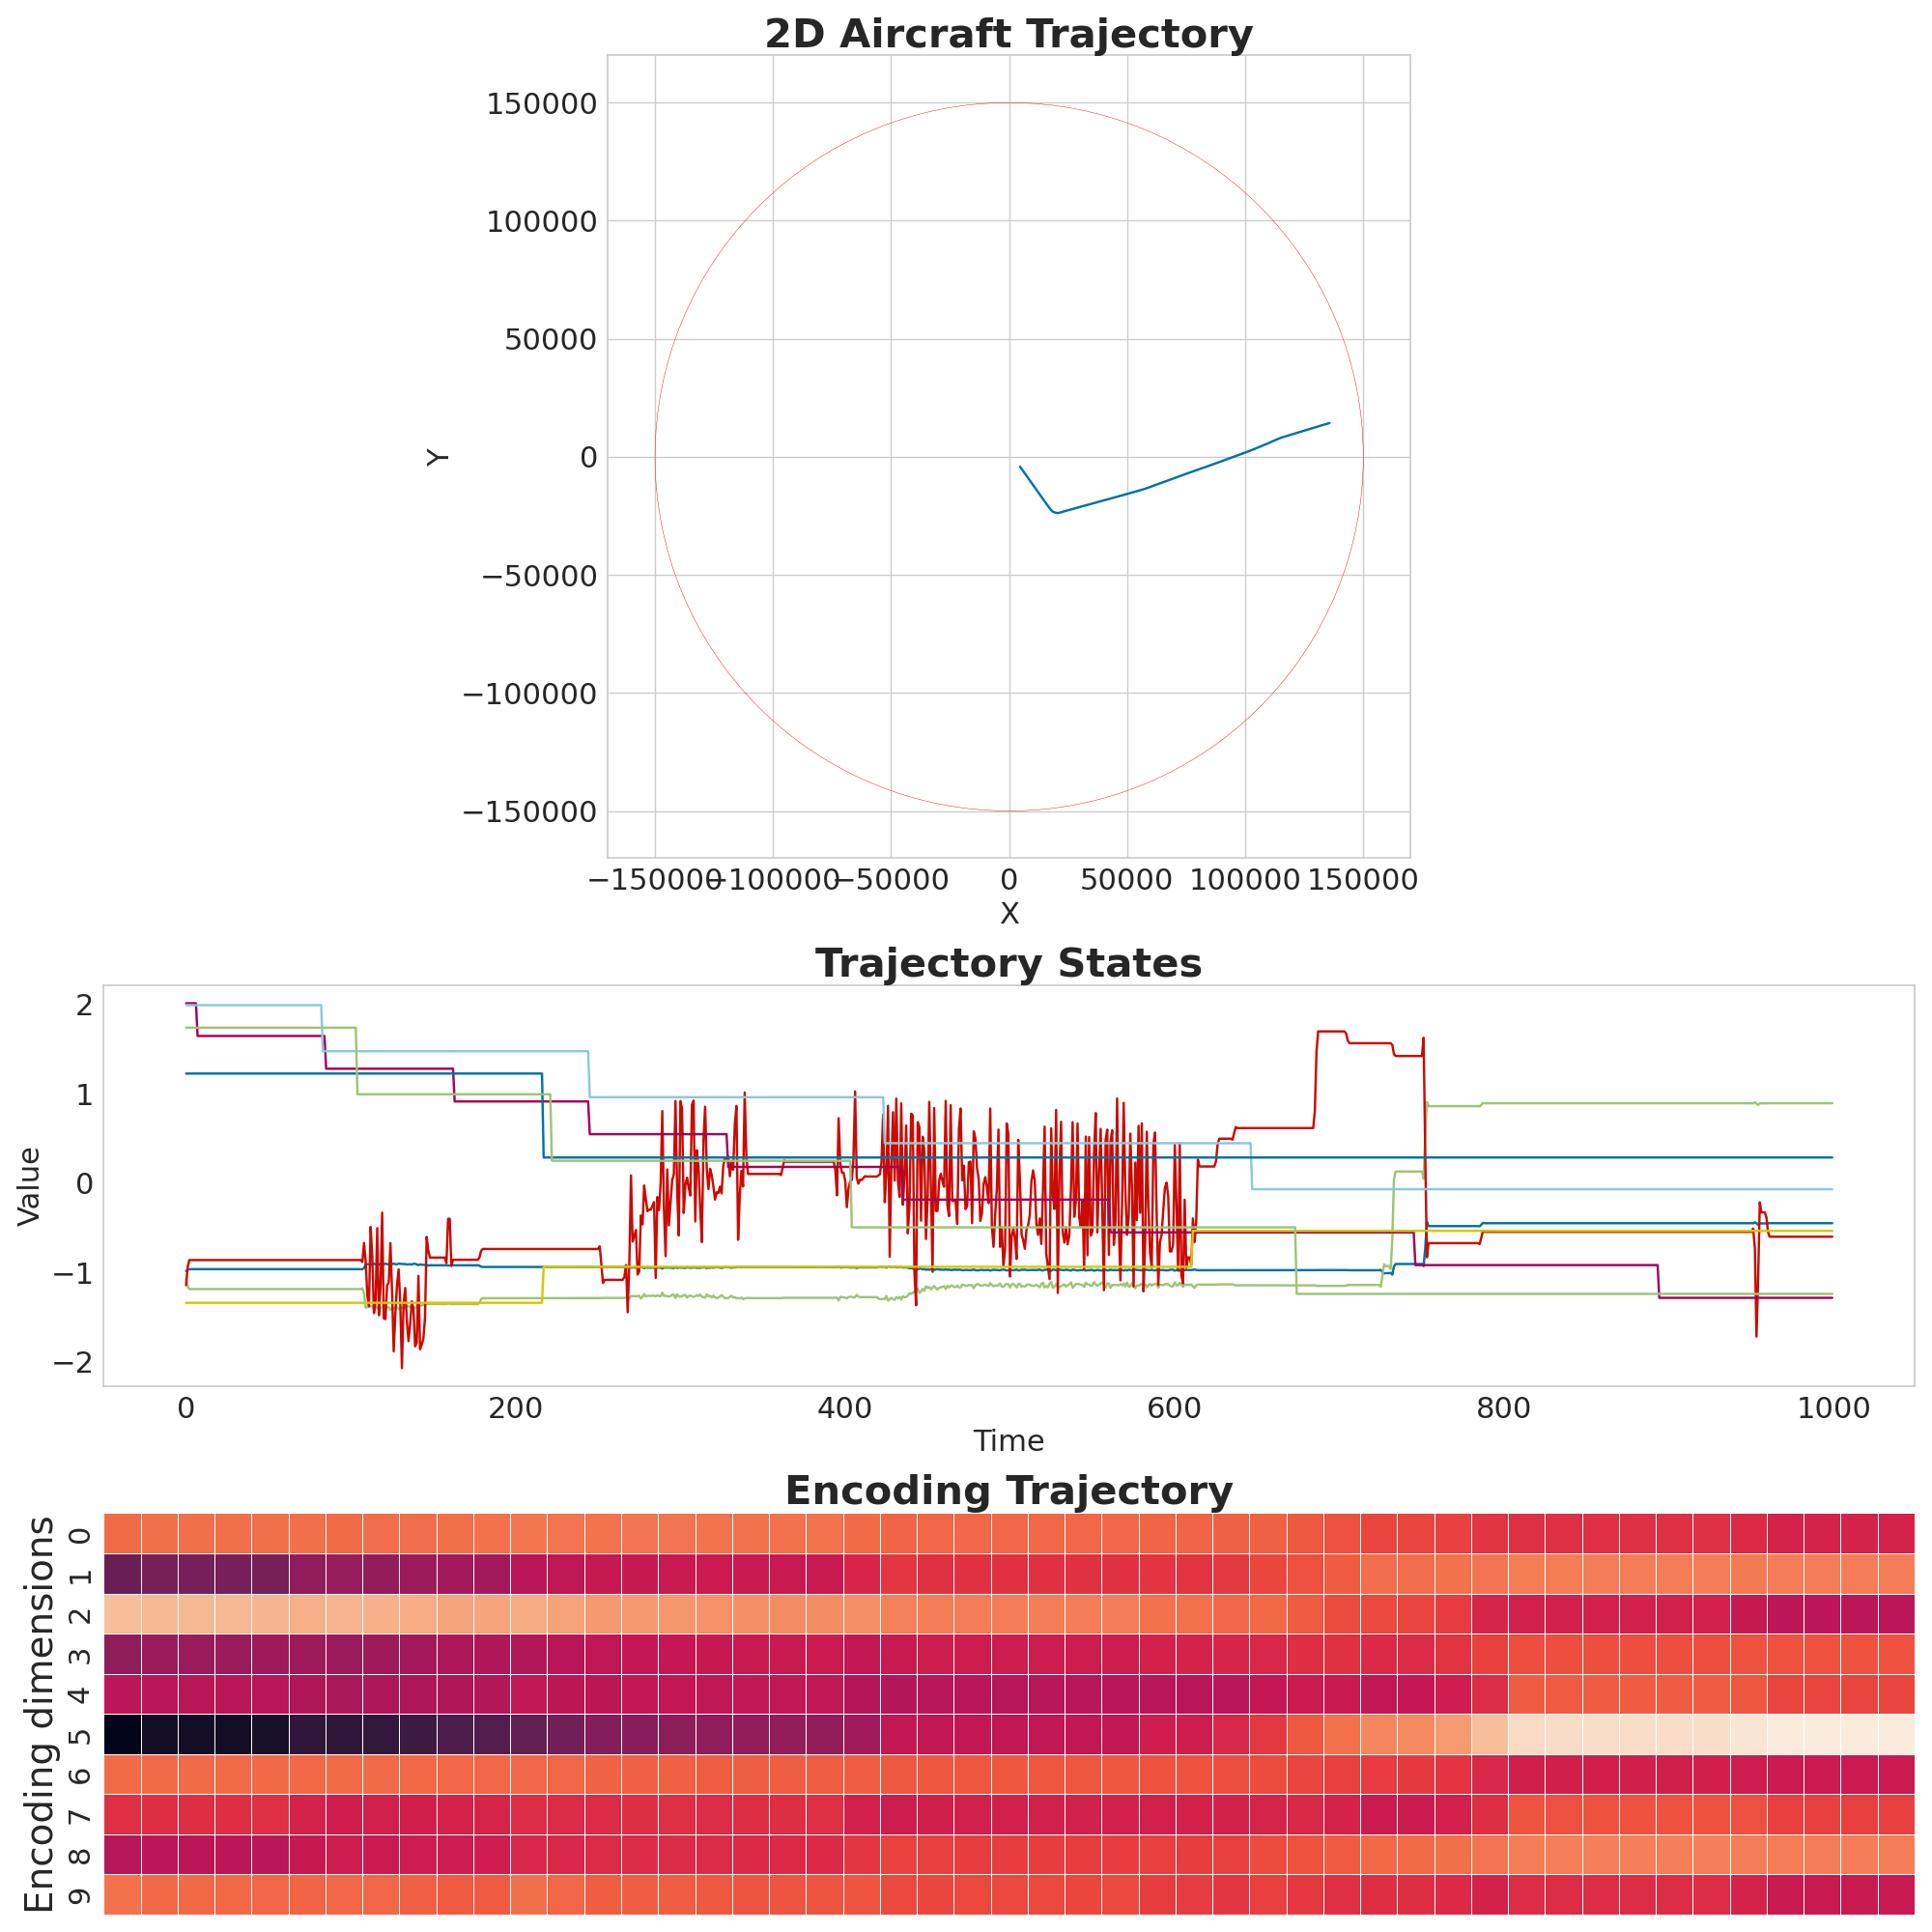 2D Aircraft Trajectory
150000
100000
50000
0
−50000
−100000
−150000
Y
−150000 −100000 −50000 0 50000 100000 150000
X
Trajectory States
2
1
0
−1
−2
Value
0 200 400 600 800 1000
Time
Encoding Trajectory
0
1
2
3
4
5
6
7
8
9
Encoding dimensions